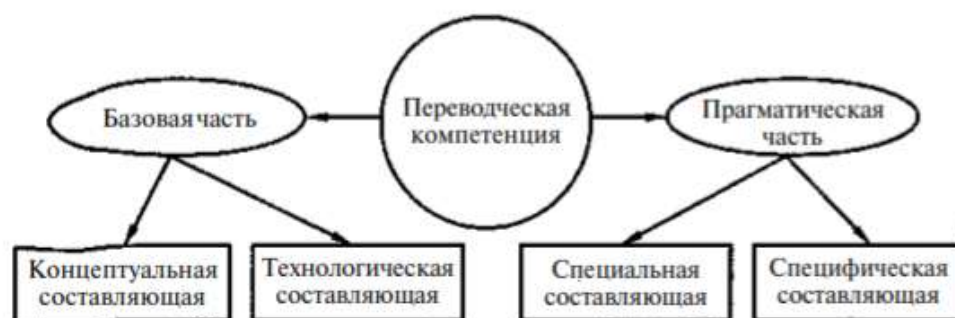 Переводческая
компетенция
Базовая часть
Прагматическая
часть
Концептуальная
составляющая
Технологическая
составляющая
Специальная
составляющая
Специфическая
составляющая